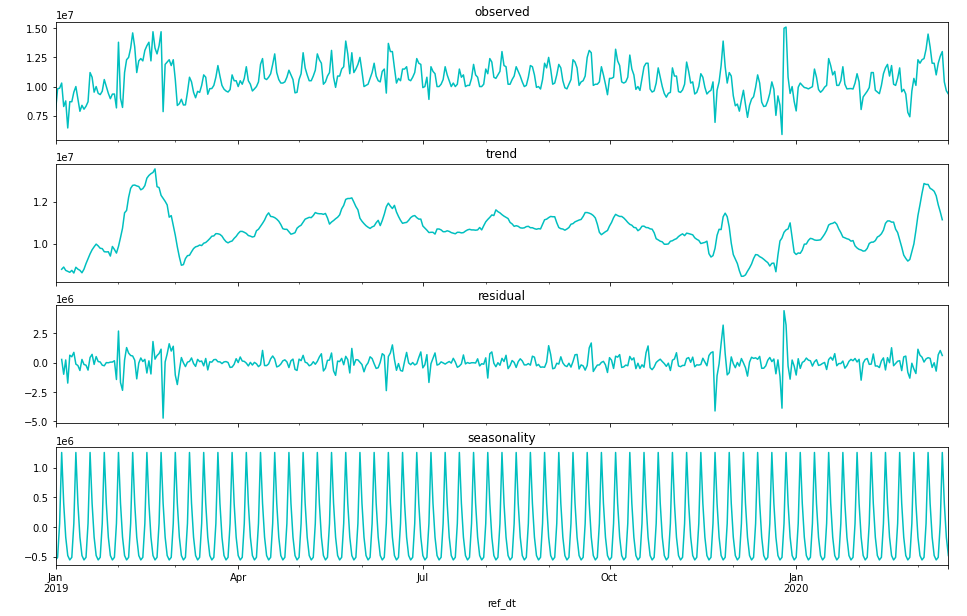 observed
1e7
1.50
1.25
1.00
0.75
trend
1e7
1.2
1.0
residual
1e6
2.5
0.0
−2.5
−5.0
seasonality
1e6
1.0
0.5
0.0
−0.5
Jan Apr Jul Oct Jan
2019 2020
ref_dt